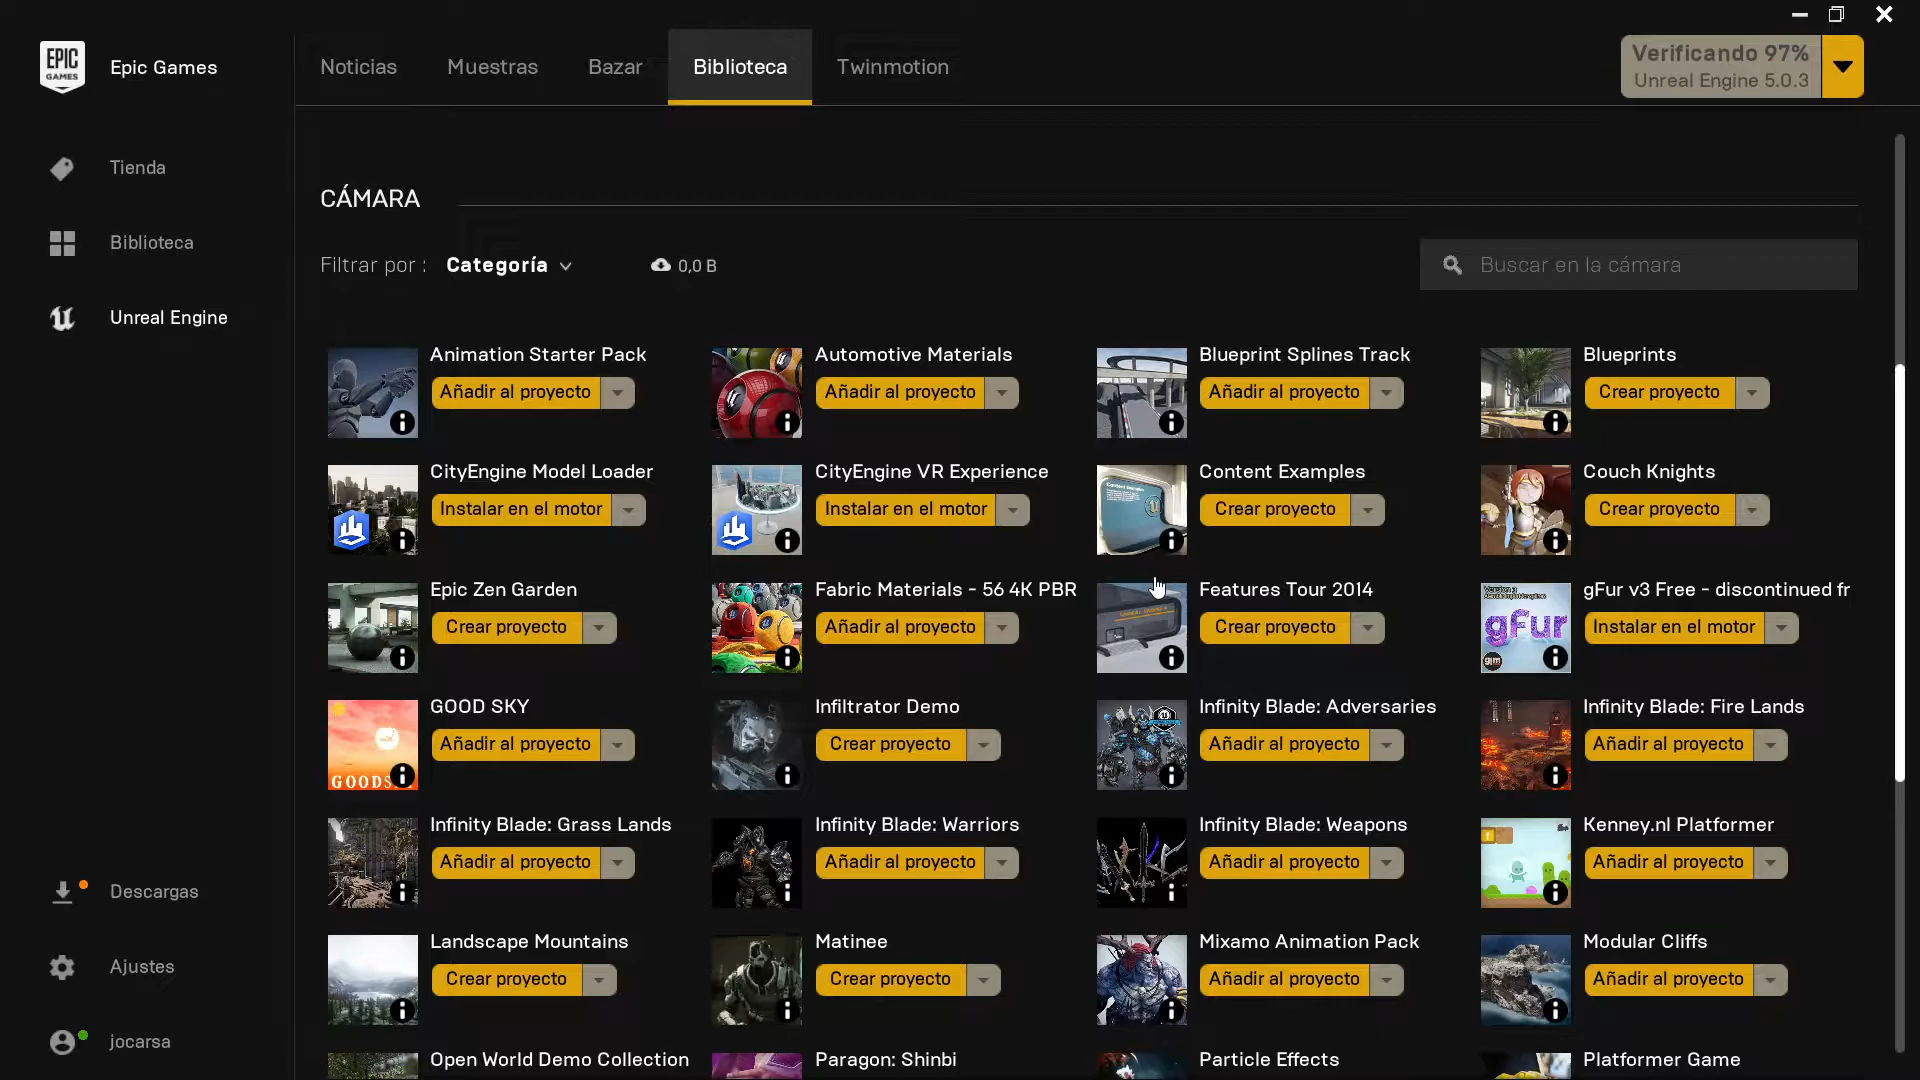 EPIC
GAMES
Epic Games
Noticias
Muestras
Bazar
Biblioteca
Twinmotion
Verificando 97%
Unreal Engine 5.0.3
Tienda
Biblioteca
Unreal Engine
CÁMARA
Filtrar por :
Categoría
0,0 B
Buscar en la cámara
Animation Starter Pack
Añadir al proyecto
Automotive Materials
Añadir al proyecto
Blueprint Splines Track
Añadir al proyecto
Blueprints
Crear proyecto
CityEngine Model Loader
Instalar en el motor
CityEngine VR Experience
Instalar en el motor
Content Examples
Crear proyecto
Couch Knights
Crear proyecto
Epic Zen Garden
Crear proyecto
Fabric Materials - 56 4K PBR
Añadir al proyecto
Features Tour 2014
Crear proyecto
gFur
gFur v3 Free - discontinued fr
Instalar en el motor
GOODS
GOOD SKY
Añadir al proyecto
Infiltrator Demo
Crear proyecto
Infinity Blade: Adversaries
Añadir al proyecto
Infinity Blade: Fire Lands
Añadir al proyecto
Infinity Blade: Grass Lands
Añadir al proyecto
Infinity Blade: Warriors
Añadir al proyecto
Infinity Blade: Weapons
Añadir al proyecto
Kenney.nl Platformer
Añadir al proyecto
Landscape Mountains
Crear proyecto
Matinee
Crear proyecto
Mixamo Animation Pack
Añadir al proyecto
Modular Cliffs
Añadir al proyecto
Open World Demo Collection
Paragon: Shinbi
Particle Effects
Platformer Game
Descargas
Ajustes
jocarsa